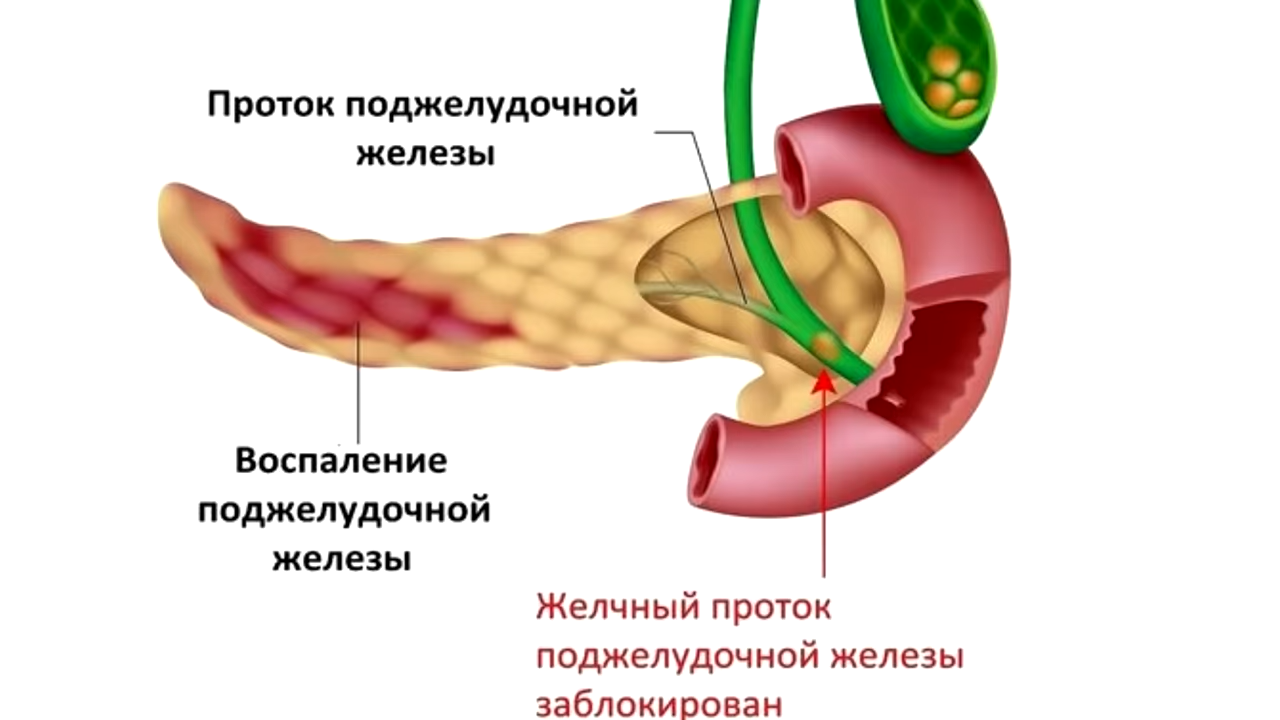 Проток поджелудочной
железы
Воспаление
поджелудочной
железы
Желчный проток
поджелудочной железы
заблокирован